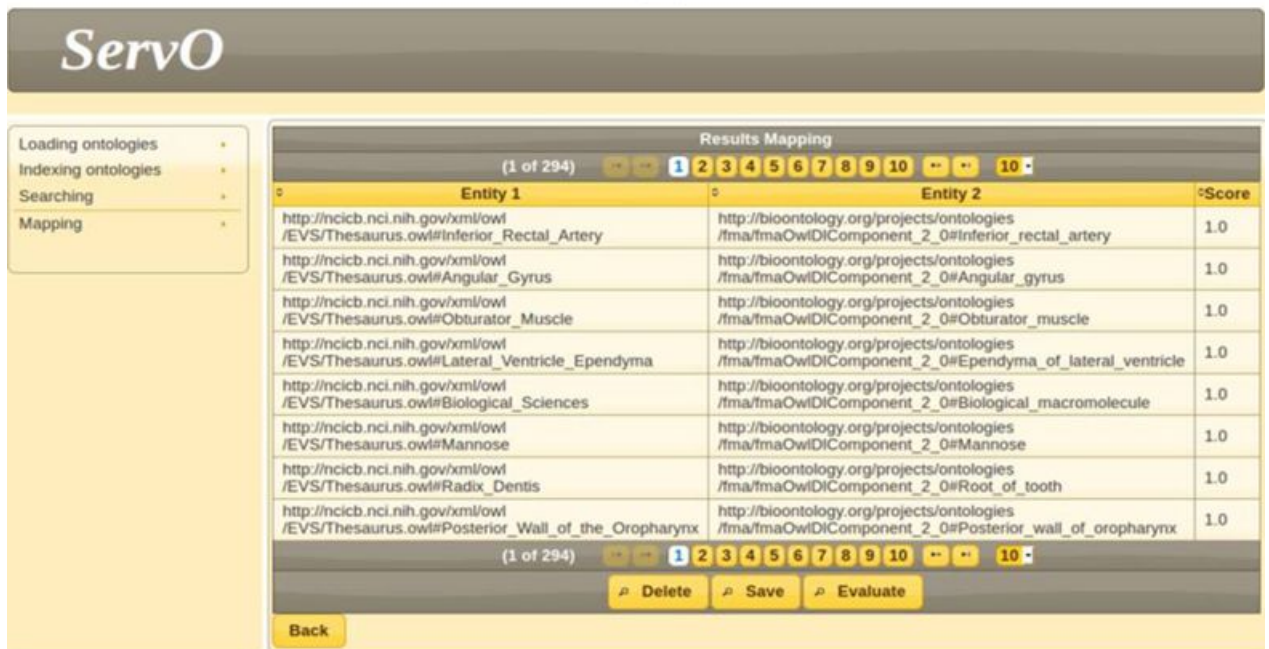 ServO
Loading ontologies
Indexing ontologies
Searching
Mapping
Results Mapping
(1 of 294) 1 2 3 4 5 6 7 8 9 10 10
Entity 1 Entity 2 Score
http://ncicb.nci.nih.gov/xml/owl http://bioontology.org/projects/ontologies
/EVS/Thesaurus.owl#Inferior_Rectal_Artery /fma/fmaOwlDlComponent_2_0#Inferior_rectal_artery 1.0
http://ncicb.nci.nih.gov/xml/owl http://bioontology.org/projects/ontologies
/EVS/Thesaurus.owl#Angular_Gyrus /fma/fmaOwlDlComponent_2_0#Angular_gyrus 1.0
http://ncicb.nci.nih.gov/xml/owl http://bioontology.org/projects/ontologies
/EVS/Thesaurus.owl#Obturator_Muscle /fma/fmaOwlDlComponent_2_0#Obturator_muscle 1.0
http://ncicb.nci.nih.gov/xml/owl http://bioontology.org/projects/ontologies
/EVS/Thesaurus.owl#Lateral_Ventricle_Ependyma /fma/fmaOwlDlComponent_2_0#Ependyma_of_lateral_ventricle 1.0
http://ncicb.nci.nih.gov/xml/owl http://bioontology.org/projects/ontologies
/EVS/Thesaurus.owl#Biological_Sciences /fma/fmaOwlDlComponent_2_0#Biological_macromolecule 1.0
http://ncicb.nci.nih.gov/xml/owl http://bioontology.org/projects/ontologies
/EVS/Thesaurus.owl#Mannose /fma/fmaOwlDlComponent_2_0#Mannose 1.0
http://ncicb.nci.nih.gov/xml/owl http://bioontology.org/projects/ontologies
/EVS/Thesaurus.owl#Radix_Dentis /fma/fmaOwlDlComponent_2_0#Root_of_tooth 1.0
http://ncicb.nci.nih.gov/xml/owl http://bioontology.org/projects/ontologies
/EVS/Thesaurus.owl#Posterior_Wall_of_the_Oropharynx /fma/fmaOwlDlComponent_2_0#Posterior_wall_of_oropharynx 1.0
(1 of 294) 1 2 3 4 5 6 7 8 9 10 10
Delete Save Evaluate
Back